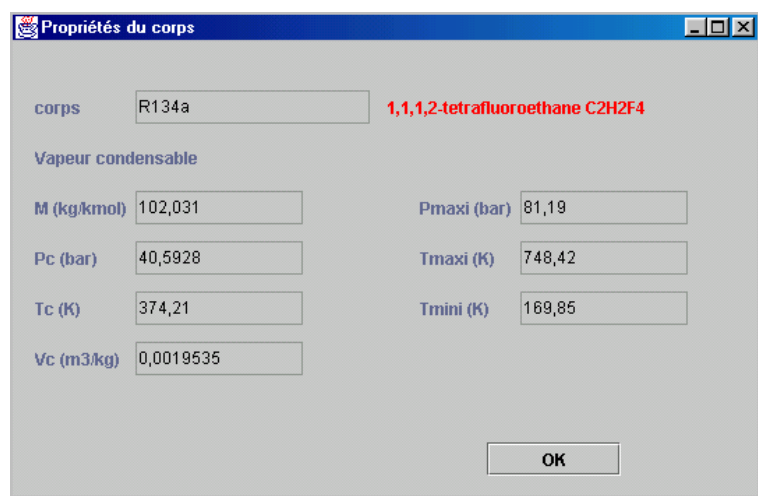 Propriétés du corps
corps R134a 1,1,1,2-tetrafluoroethane C2H2F4
Vapeur condensable
M (kg/kmol) 102,031 Pmaxi (bar) 81,19
Pc (bar) 40,5928 Tmaxi (K) 748,42
Tc (K) 374,21 Tmini (K) 169,85
Vc (m3/kg) 0,0019535
OK